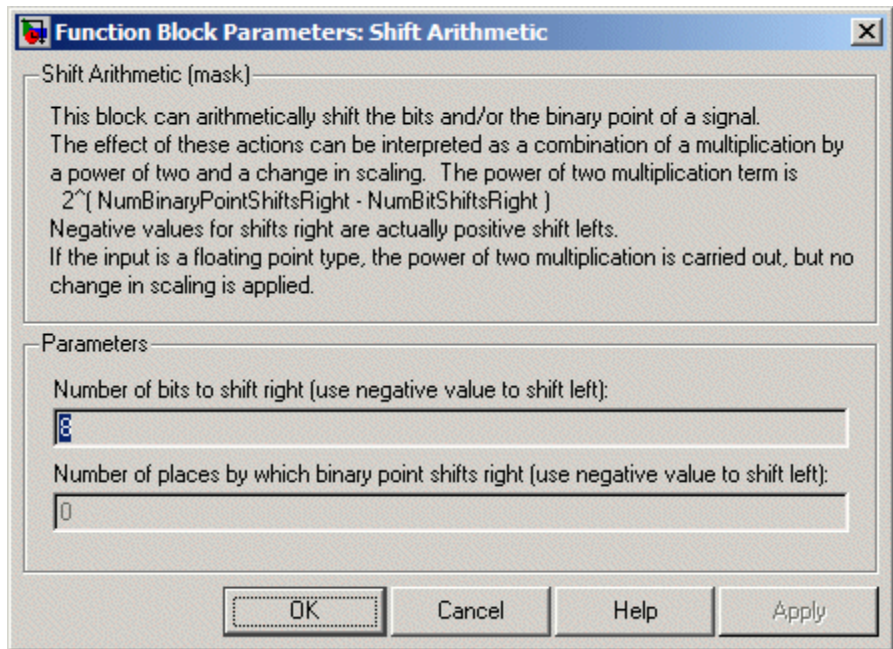 Function Block Parameters: Shift Arithmetic
Shift Arithmetic (mask)
This block can arithmetically shift the bits and/or the binary point of a signal.
The effect of these actions can be interpreted as a combination of a multiplication by
a power of two and a change in scaling.  The power of two multiplication term is
2^( NumBinaryPointShiftsRight - NumBitShiftsRight )
Negative values for shifts right are actually positive shift lefts.
If the input is a floating point type, the power of two multiplication is carried out, but no
change in scaling is applied.
Parameters
Number of bits to shift right (use negative value to shift left):
8
Number of places by which binary point shifts right (use negative value to shift left):
0
OK Cancel Help Apply